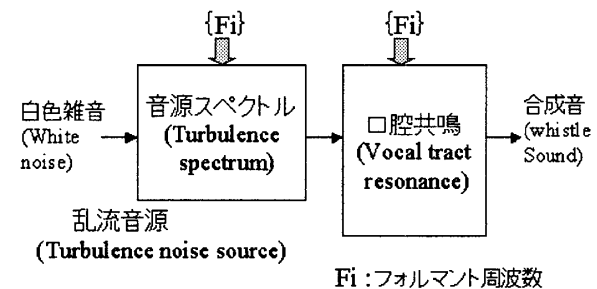 {Fi}
{Fi}
白色雑音
(White
noise)
音源スペクトル
(Turbulence
spectrum)
口腔共鳴
(Vocal tract
resonance)
合成音
(whistle
Sound)
乱流音源
(Turbulence noise source)
Fi : フォルマント周波数